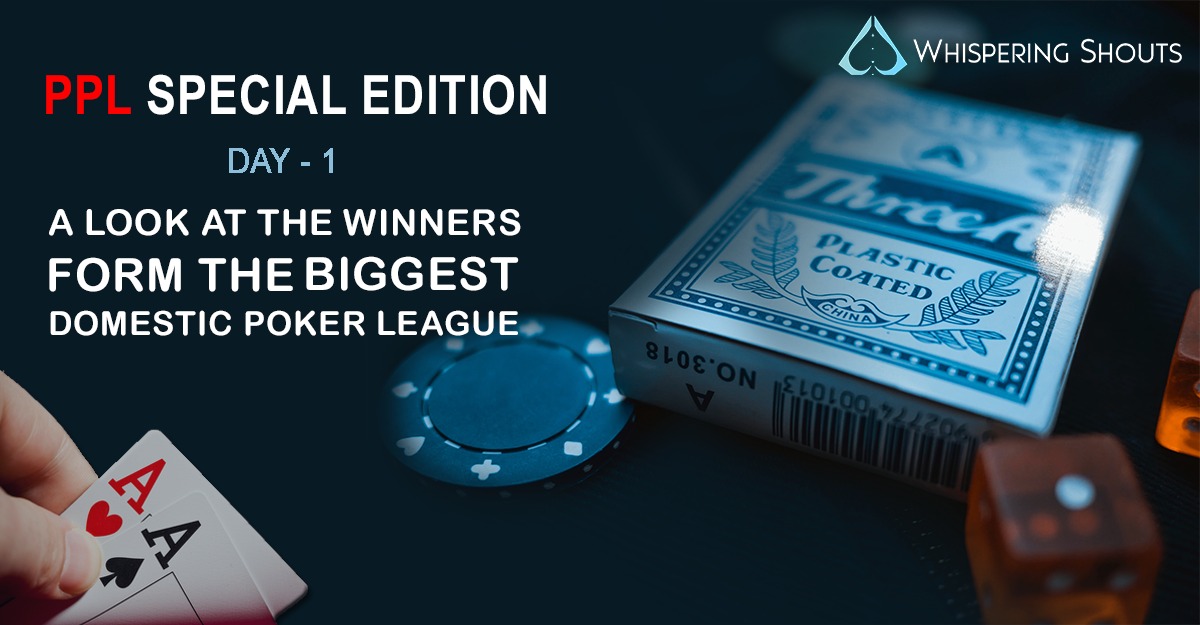 WHISPERING SHOUTS
PPL SPECIAL EDITION
DAY - 1
A LOOK AT THE WINNERS
FORM THE BIGGEST
DOMESTIC POKER LEAGUE
Three A
PLASTIC
COATED
CHINA
NO.3018
A
A
A